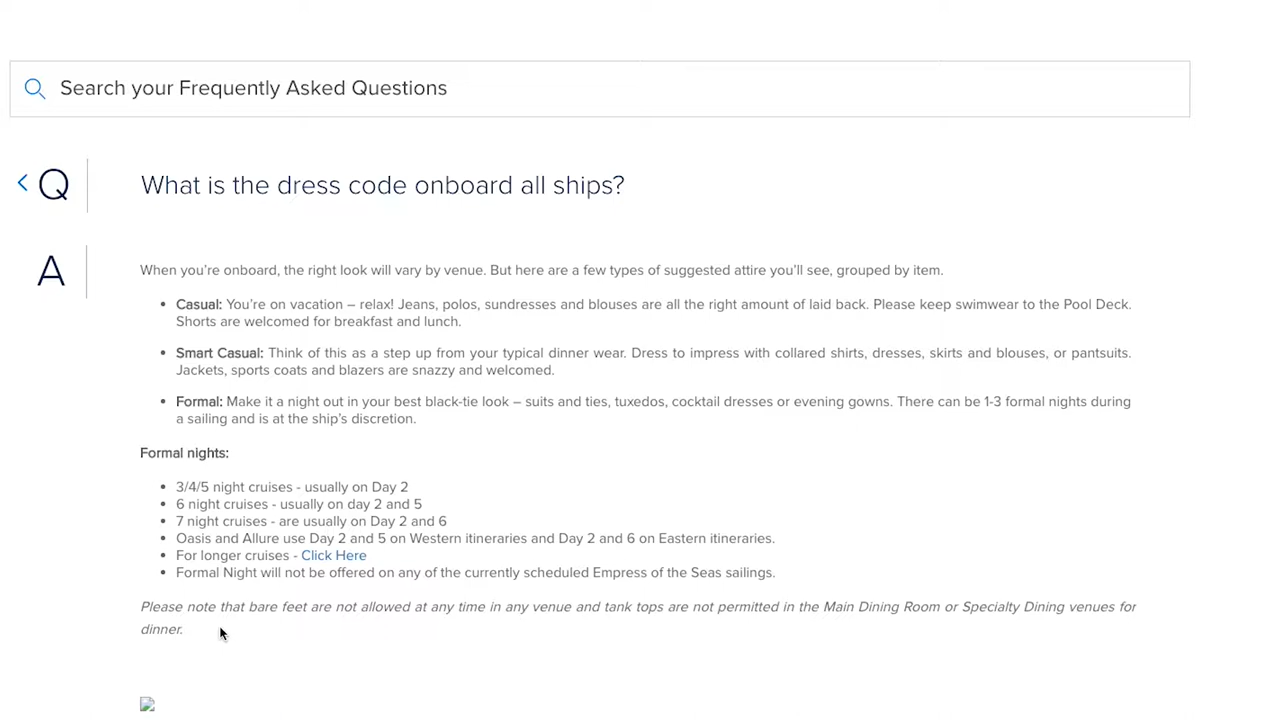 Search your Frequently Asked Questions
Q
What is the dress code onboard all ships?
A
When you’re onboard, the right look will vary by venue. But here are a few types of suggested attire you’ll see, grouped by item.
• Casual: You’re on vacation – relax! Jeans, polos, sundresses and blouses are all the right amount of laid back. Please keep swimwear to the Pool Deck.
Shorts are welcomed for breakfast and lunch.
• Smart Casual: Think of this as a step up from your typical dinner wear. Dress to impress with collared shirts, dresses, skirts and blouses, or pantsuits.
Jackets, sports coats and blazers are snazzy and welcomed.
• Formal: Make it a night out in your best black-tie look – suits and ties, tuxedos, cocktail dresses or evening gowns. There can be 1-3 formal nights during
a sailing and is at the ship’s discretion.
Formal nights:
• 3/4/5 night cruises - usually on Day 2
• 6 night cruises - usually on day 2 and 5
• 7 night cruises - are usually on Day 2 and 6
• Oasis and Allure use Day 2 and 5 on Western itineraries and Day 2 and 6 on Eastern itineraries.
• For longer cruises - Click Here
• Formal Night will not be offered on any of the currently scheduled Empress of the Seas sailings.
Please note that bare feet are not allowed at any time in any venue and tank tops are not permitted in the Main Dining Room or Specialty Dining venues for
dinner.